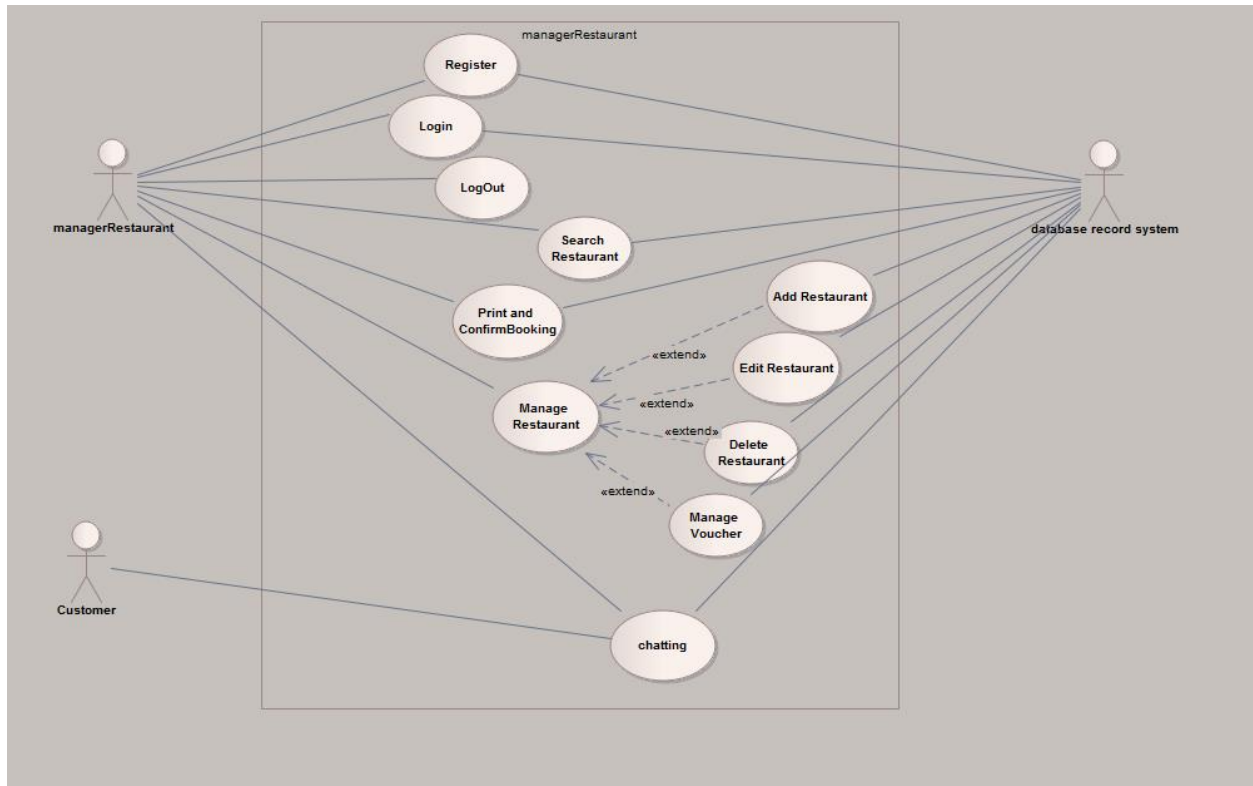 managerRestaurant
Register
Login
LogOut
managerRestaurant
database record system
Search
Restaurant
Add Restaurant
Print and
ConfirmBooking
«extend»
Edit Restaurant
«extend»
Manage
Restaurant
«extend»
Delete
Restaurant
«extend»
Manage
Voucher
Customer
chatting